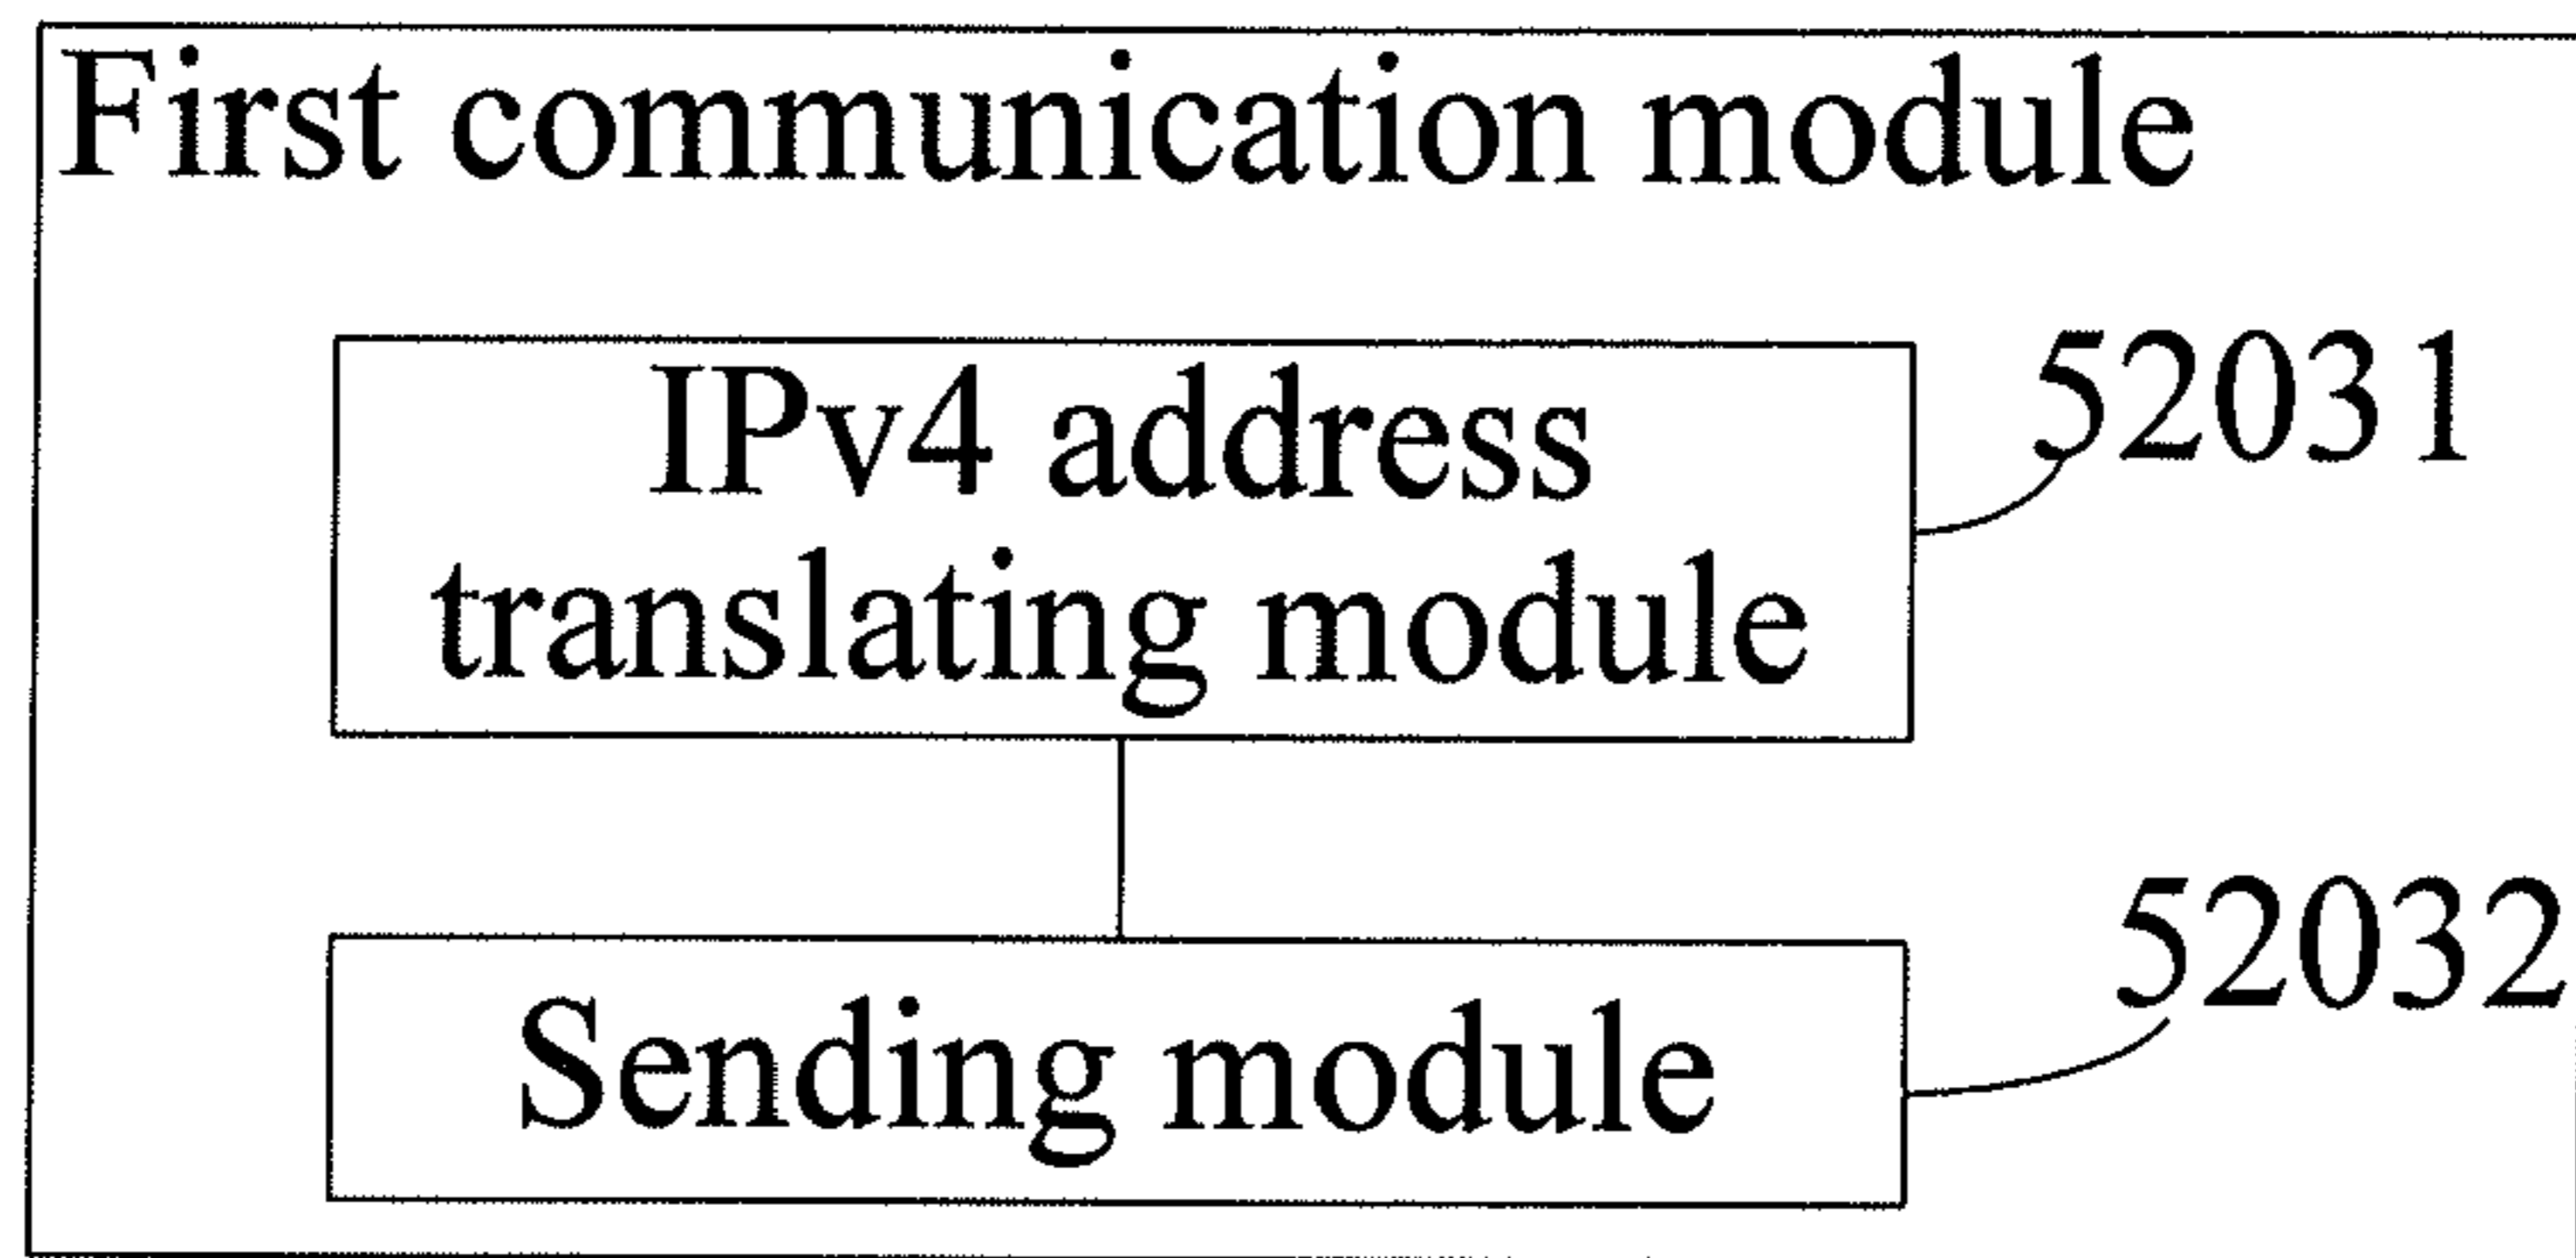 First communication module
IPv4 address
translating module
52031
Sending module
52032